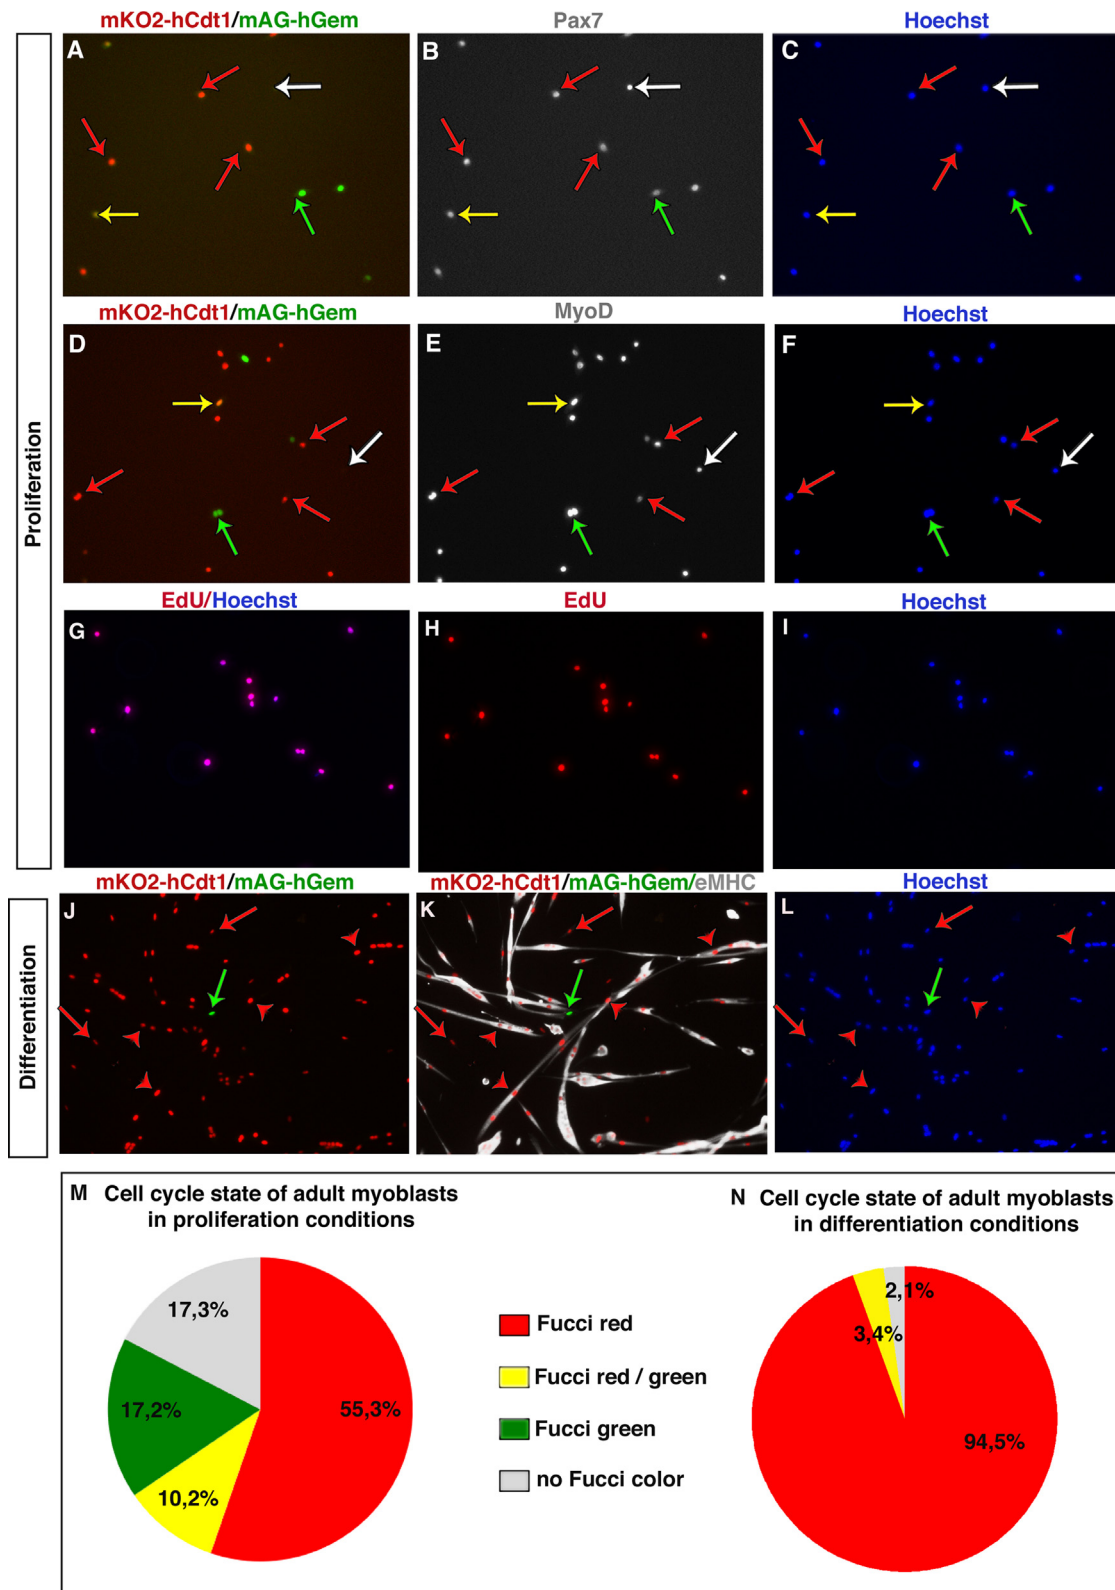 mKO2-hCdt1/mAG-hGem
Pax7
Hoechst
A
B
C
mKO2-hCdt1/mAG-hGem
MyoD
Hoechst
D
E
F
Proliferation
EdU/Hoechst
EdU
Hoechst
G
H
I
mKO2-hCdt1/mAG-hGem
mKO2-hCdt1/mAG-hGem/eMHC
Hoechst
J
K
L
Differentiation
M Cell cycle state of adult myoblasts
in proliferation conditions
N Cell cycle state of adult myoblasts
in differentiation conditions
17,3%
17,2%
10,2%
55,3%
Fucci red
Fucci red / green
Fucci green
no Fucci color
2,1%
3,4%
94,5%